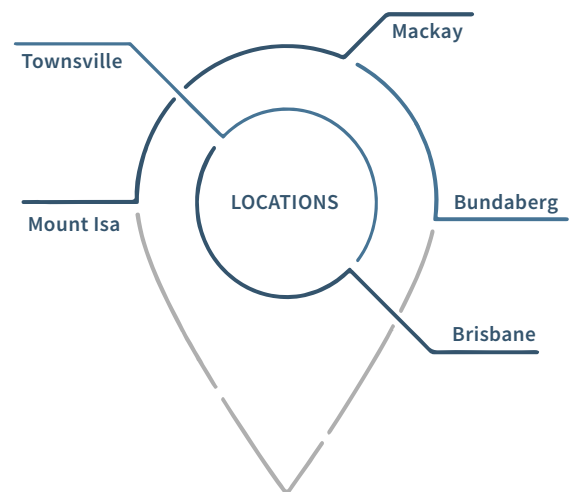 Mackay
Townsville
LOCATIONS
Bundaberg
Mount Isa
Brisbane